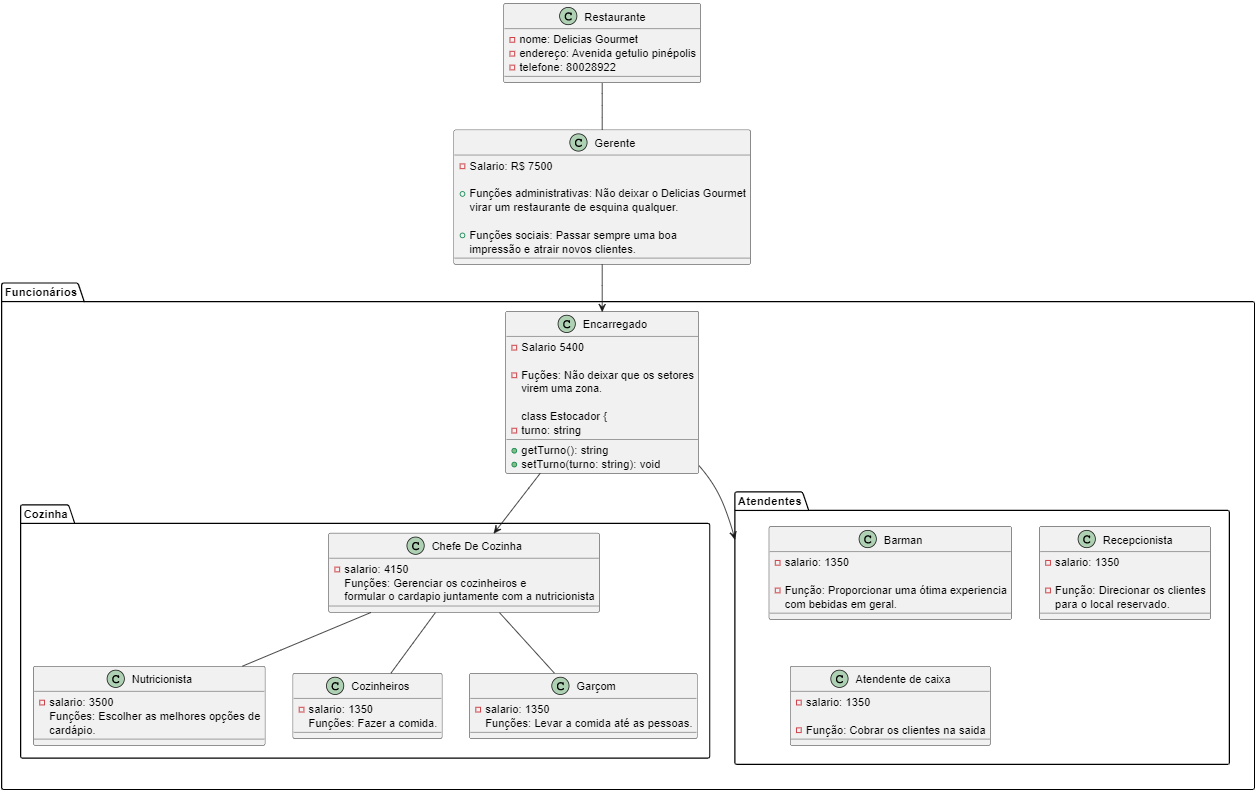 Restaurante
nome: Delicias Gourmet
endereço: Avenida getulio pinépolis
telefone: 80028922
Gerente
Salario: R$ 7500
Funções administrativas: Não deixar o Delicias Gourmet
virar um restaurante de esquina qualquer.
Funções sociais: Passar sempre uma boa
impressão e atrair novos clientes.
Funcionários
Encarregado
Salario 5400
Fuções: Não deixar que os setores
virem uma zona.
class Estocador {
turno: string
getTurno(): string
setTurno(turno: string): void
Cozinha
Chefe De Cozinha
salario: 4150
Funções: Gerenciar os cozinheiros e
formular o cardapio juntamente com a nutricionista
Nutricionista
salario: 3500
Funções: Escolher as melhores opções de
cardápio.
Cozinheiros
salario: 1350
Funções: Fazer a comida.
Garçom
salario: 1350
Funções: Levar a comida até as pessoas.
Atendentes
Barman
salario: 1350
Função: Proporcionar uma ótima experiencia
com bebidas em geral.
Recepcionista
salario: 1350
Função: Direcionar os clientes
para o local reservado.
Atendente de caixa
salario: 1350
Função: Cobrar os clientes na saida